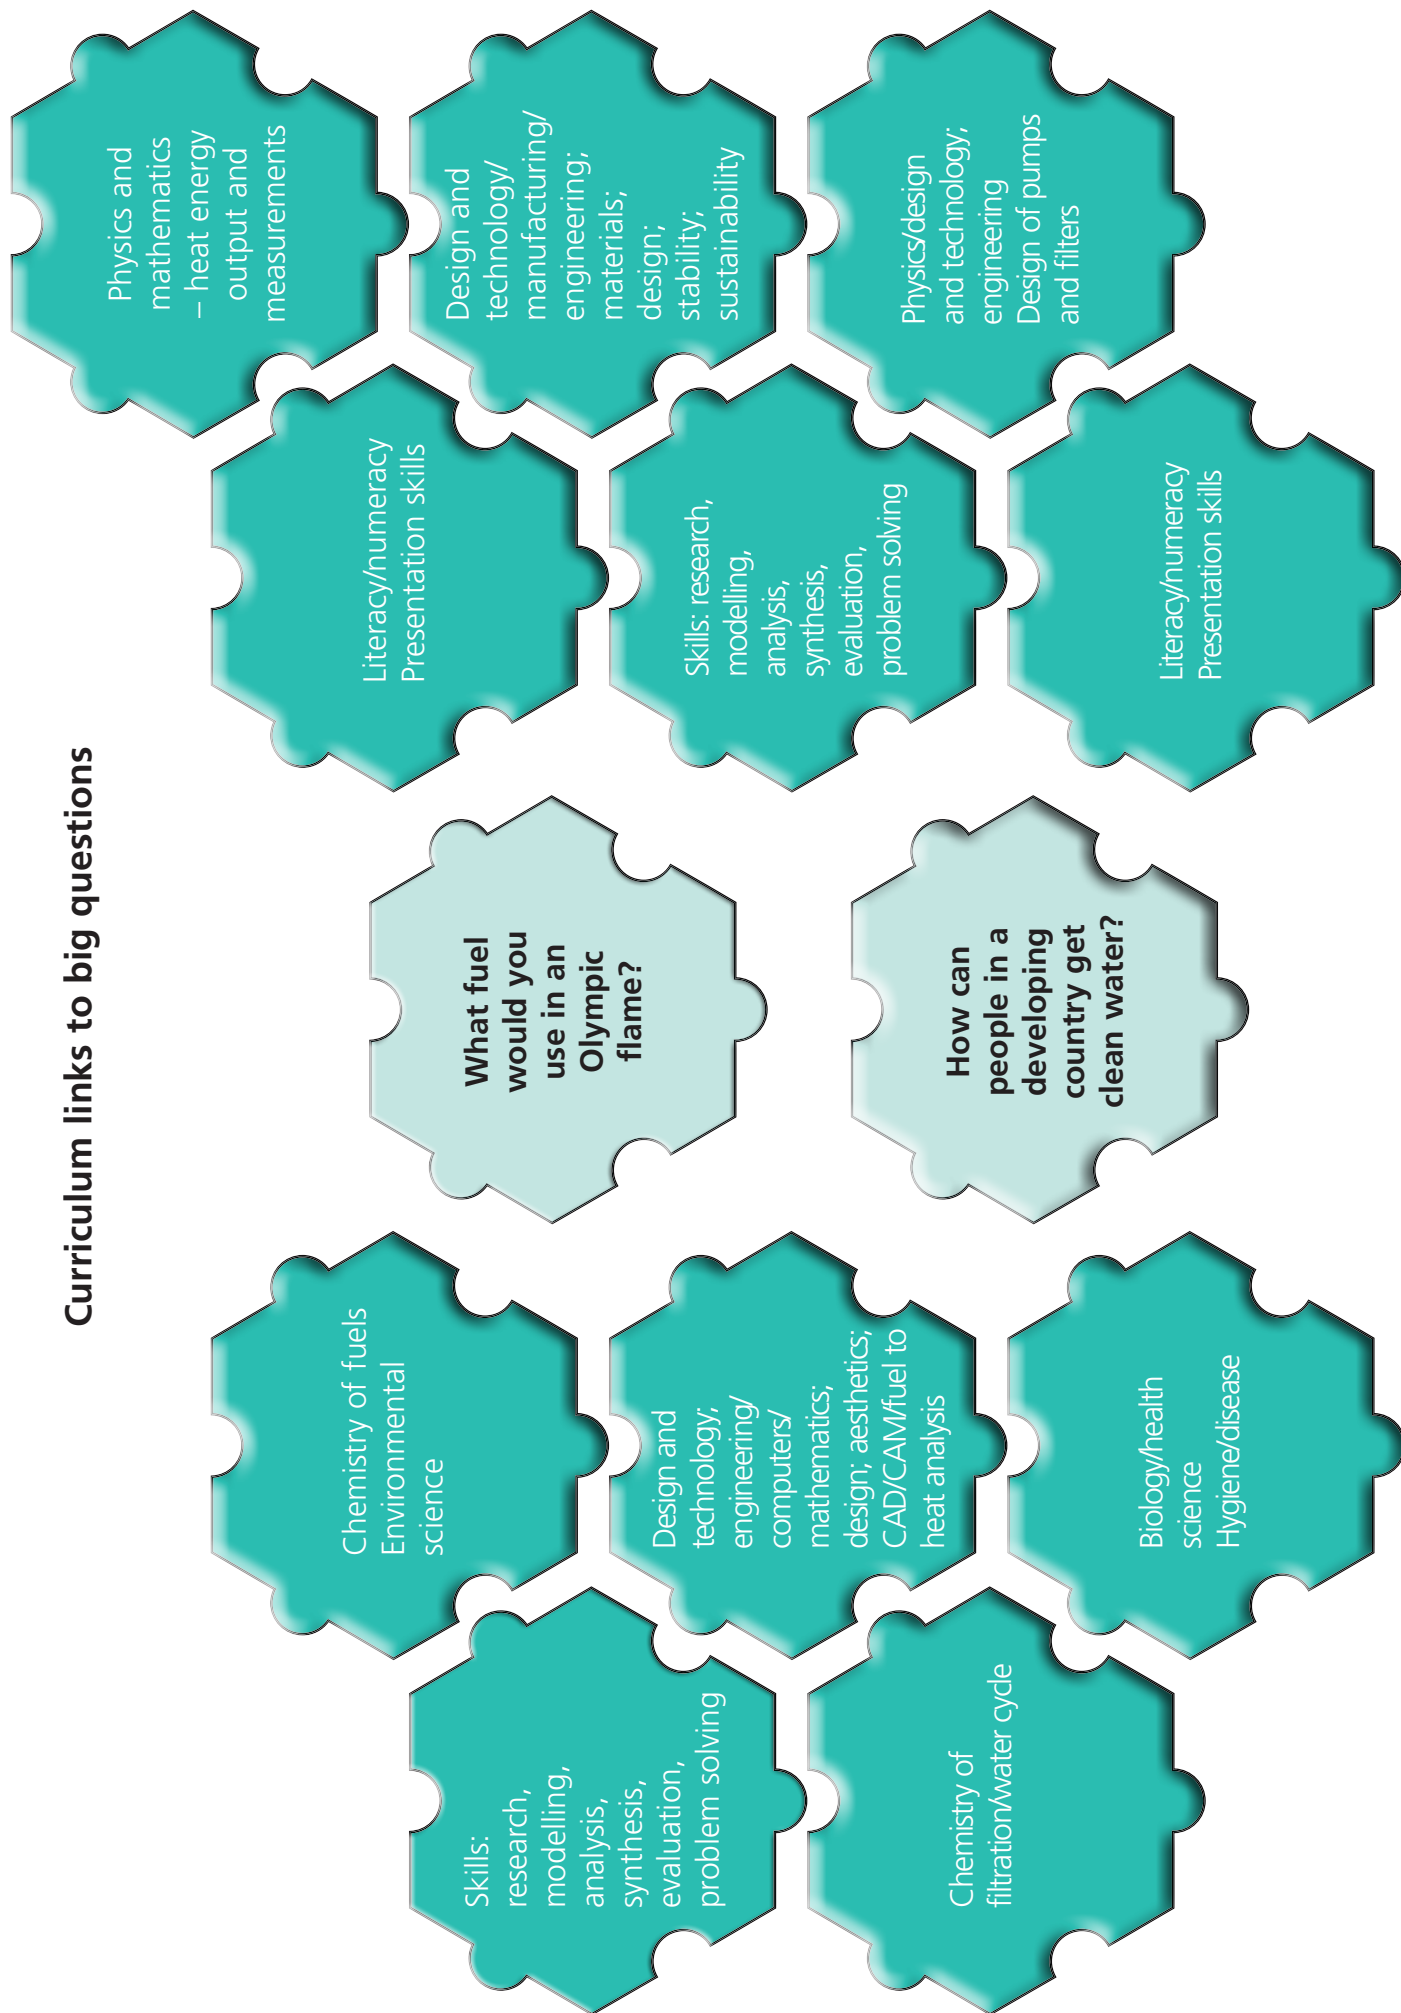 Curriculum links to big questions
Physics and
mathematics
– heat energy
output and
measurements
Chemistry of fuels
Environmental
science
Literacy/numeracy
Presentation skills
Skills:
research,
modelling,
analysis,
synthesis,
evaluation,
problem solving
What fuel
would you
use in an
Olympic
flame?
Design and
technology/
manufacturing/
engineering;
materials;
design;
stability;
sustainability
Design and
technology;
engineering/
computers/
mathematics;
design; aesthetics;
CAD/CAM/fuel to
heat analysis
Skills: research,
modelling,
analysis,
synthesis,
evaluation,
problem solving
Chemistry of
filtration/water cycle
How can
people in a
developing
country get
clean water?
Physics/design
and technology;
engineering
Design of pumps
and filters
Biology/health
science
Hygiene/disease
Literacy/numeracy
Presentation skills